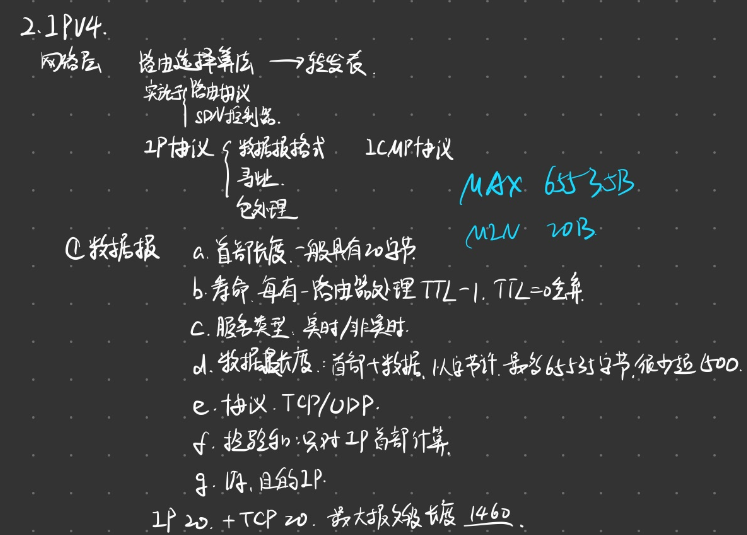 2. IPV4.
网络层 路由选择算法 → 转发表.
实施于 路由协议
SDN控制器.
IP协议 数据报格式 ICMP协议
寻址.
包处理
MAX 65535B
MIN 20B
① 数据报 a. 首部长度. 一般具有20字节
b. 寿命. 每有一路由器处理 TTL-1. TTL=0丢弃.
c. 服务类型. 实时/非实时.
d. 数据报长度: 首部+数据, 以字节计. 最多65535字节, 很少超1500.
e. 协议. TCP/UDP.
f. 检验和: 只对IP首部计算.
g. 源、目的IP.
IP 20. + TCP 20. 最大报文段长度 1460.